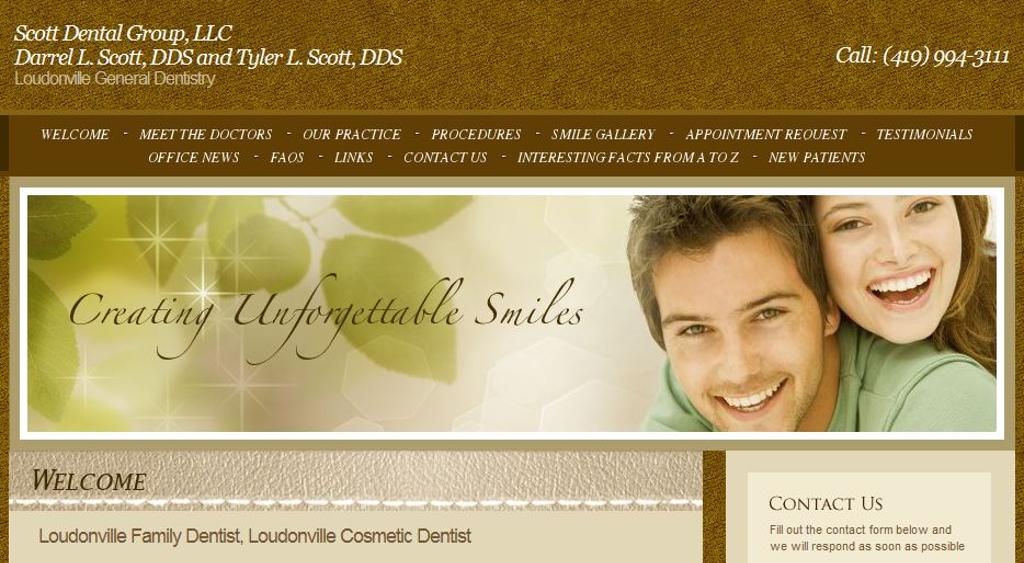 Scott Dental Group, LLC
Darrel L. Scott, DDS and Tyler L. Scott, DDS
Loudonville General Dentistry
Call: (419) 994-3111
WELCOME - MEET THE DOCTORS - OUR PRACTICE - PROCEDURES - SMILE GALLERY - APPOINTMENT REQUEST - TESTIMONIALS
OFFICE NEWS - FAQS - LINKS - CONTACT US - INTERESTING FACTS FROM A TO Z - NEW PATIENTS
Creating Unforgettable Smiles
WELCOME
Loudonville Family Dentist, Loudonville Cosmetic Dentist
CONTACT US
Fill out the contact form below and
we will respond as soon as possible